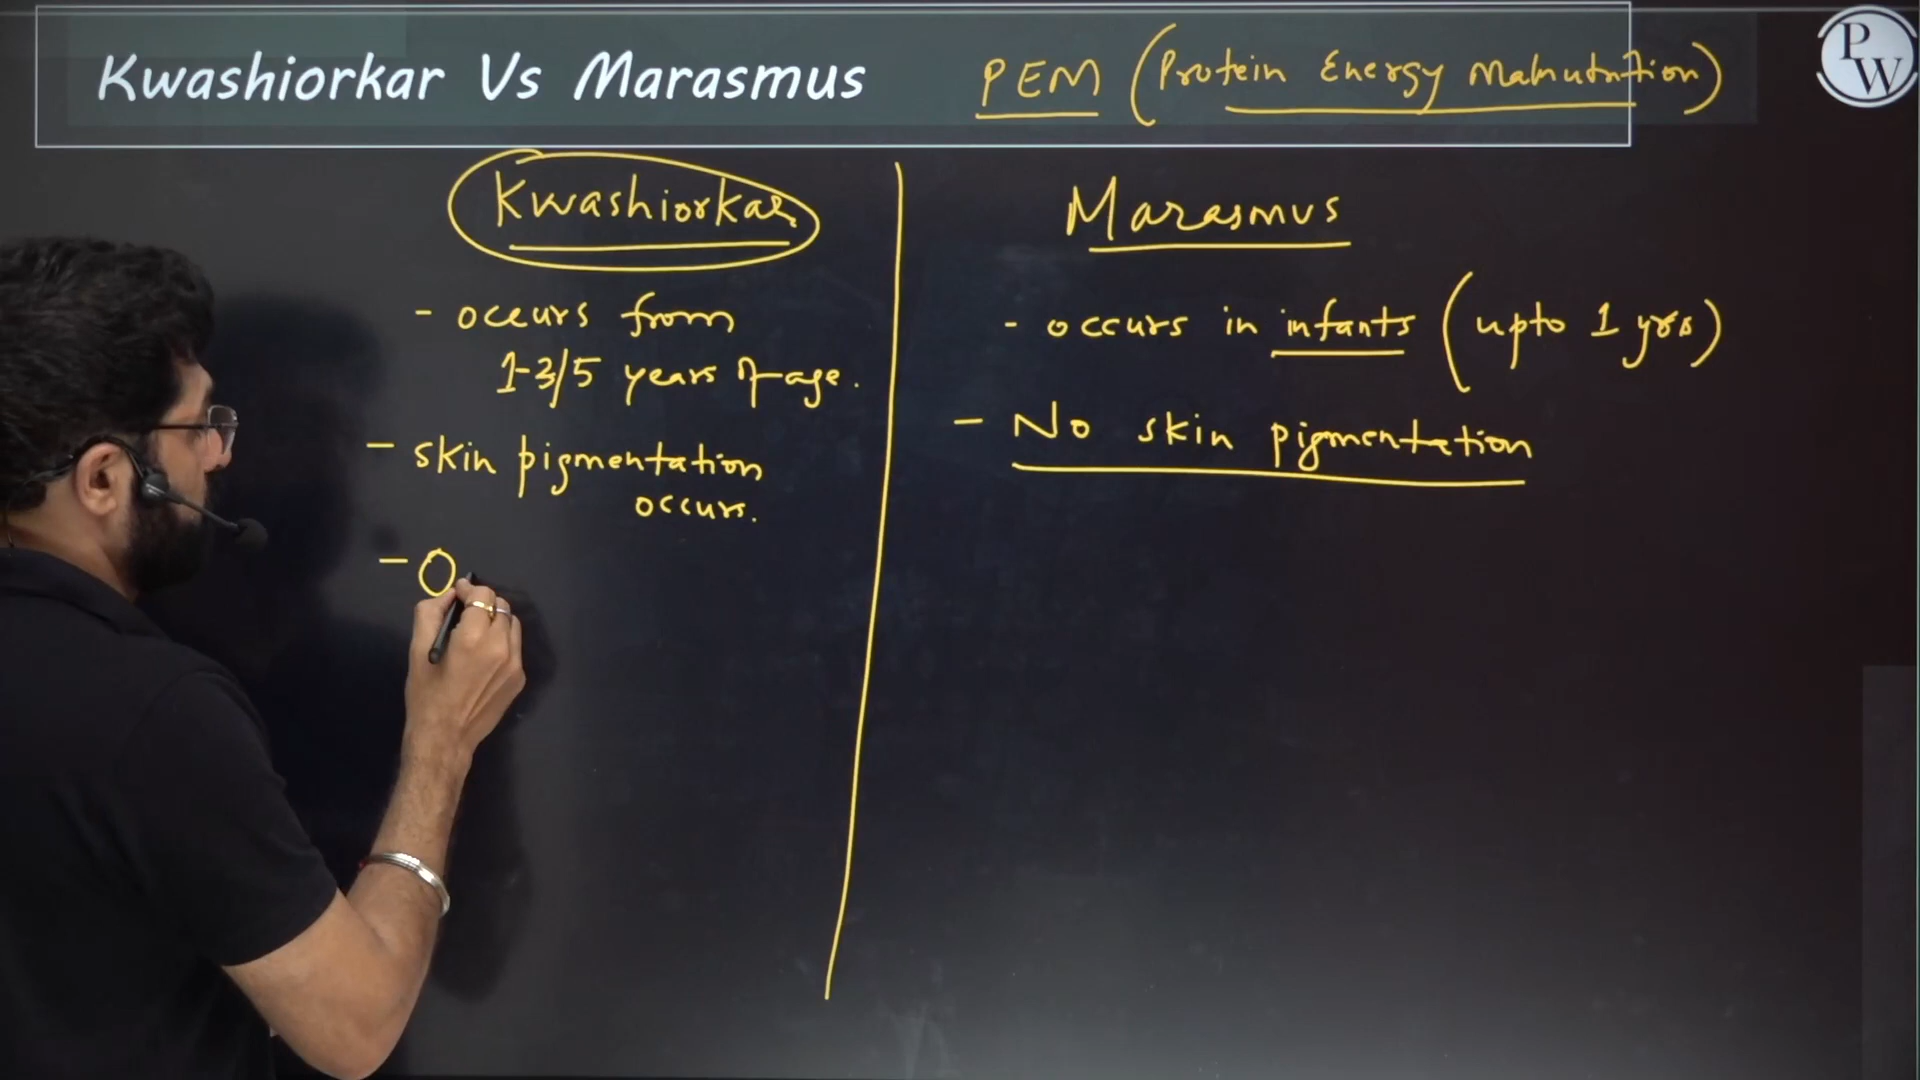 Kwashiorkar Vs Marasmus PEM (Protein Energy Malnutrition)
PW
Kwashiorkar
- occurs from
1-3/5 years of age.
- skin pigmentation
occurs.
- O
Marasmus
- occurs in infants (upto 1 yrs)
- No skin pigmentation